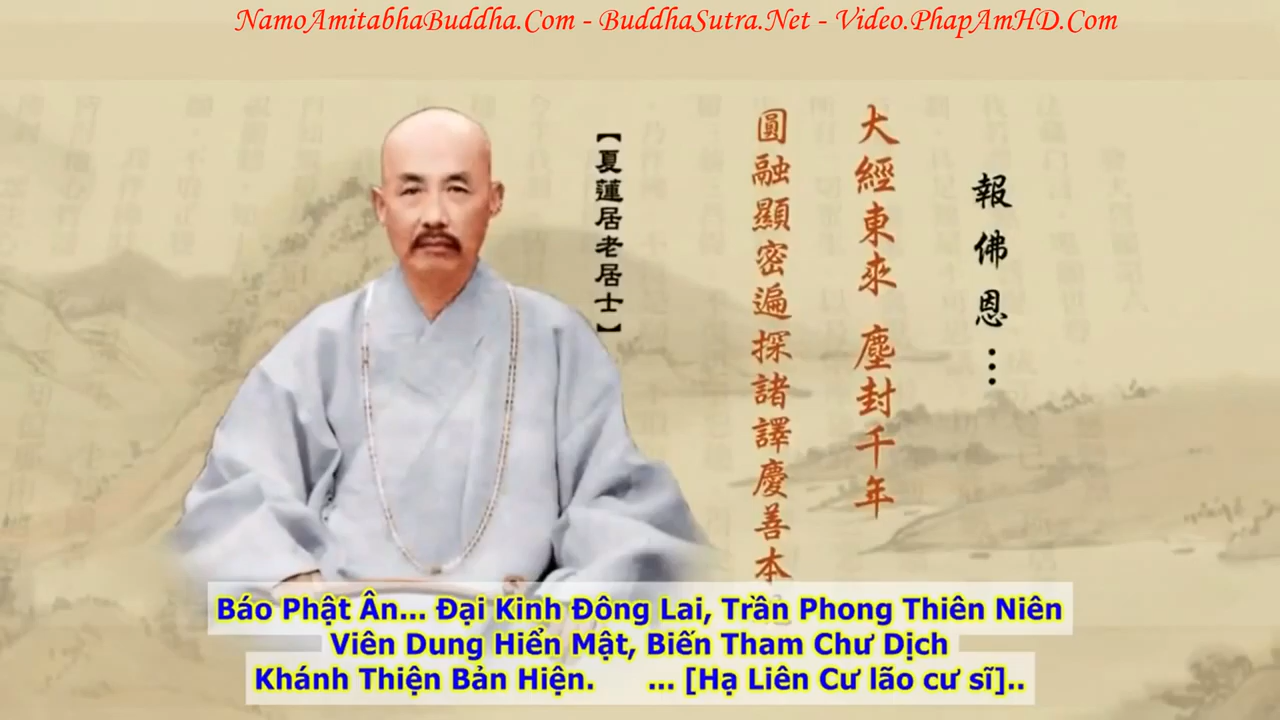 NamoAmitabhaBuddha.Com - BuddhaSutra.Net - Video.PhapAmHD.Com
報佛恩…
大經東來 塵封千年
圓融顯密遍探諸譯慶善本
【夏蓮居老居士】
Báo Phật Ân... Đại Kinh Đông Lai, Trần Phong Thiên Niên
Viên Dung Hiển Mật, Biến Tham Chư Dịch
Khánh Thiện Bản Hiện. ... [Hạ Liên Cư lão cư sĩ]..